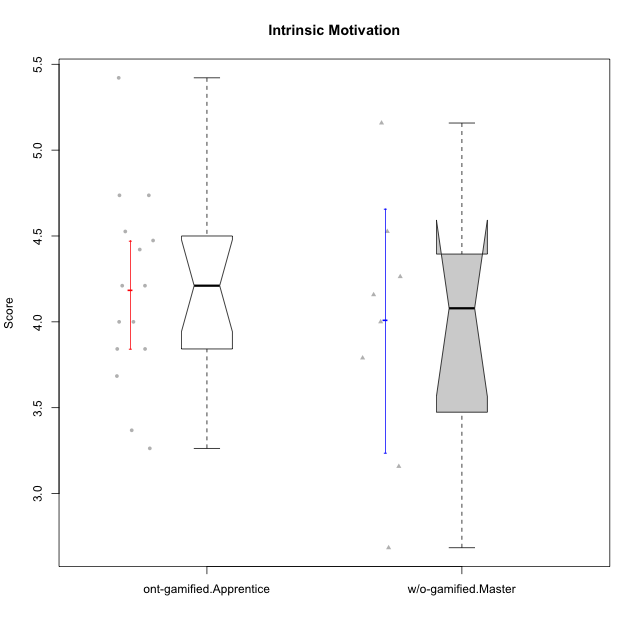 Intrinsic Motivation
Score
5.5
5.0
4.5
4.0
3.5
3.0
ont-gamified.Apprentice
w/o-gamified.Master